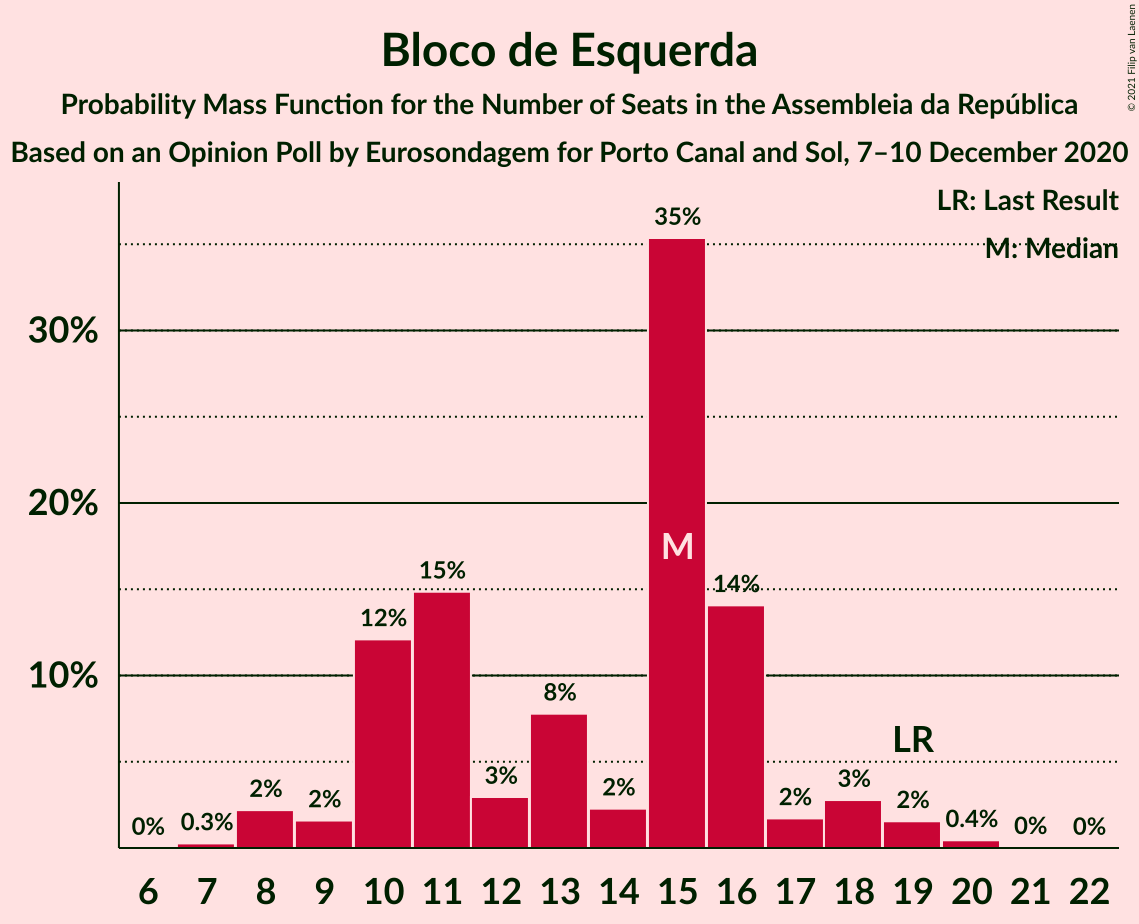 Bloco de Esquerda
Probability Mass Function for the Number of Seats in the Assembleia da República
Based on an Opinion Poll by Eurosondagem for Porto Canal and Sol, 7–10 December 2020
© 2021 Filip van Laenen
LR: Last Result
M: Median
30%
20%
10%
0%
0.3%
2%
2%
12%
15%
3%
8%
2%
35%
M
14%
2%
3%
LR
2%
0.4%
0%
0%
6 7 8 9 10 11 12 13 14 15 16 17 18 19 20 21 22